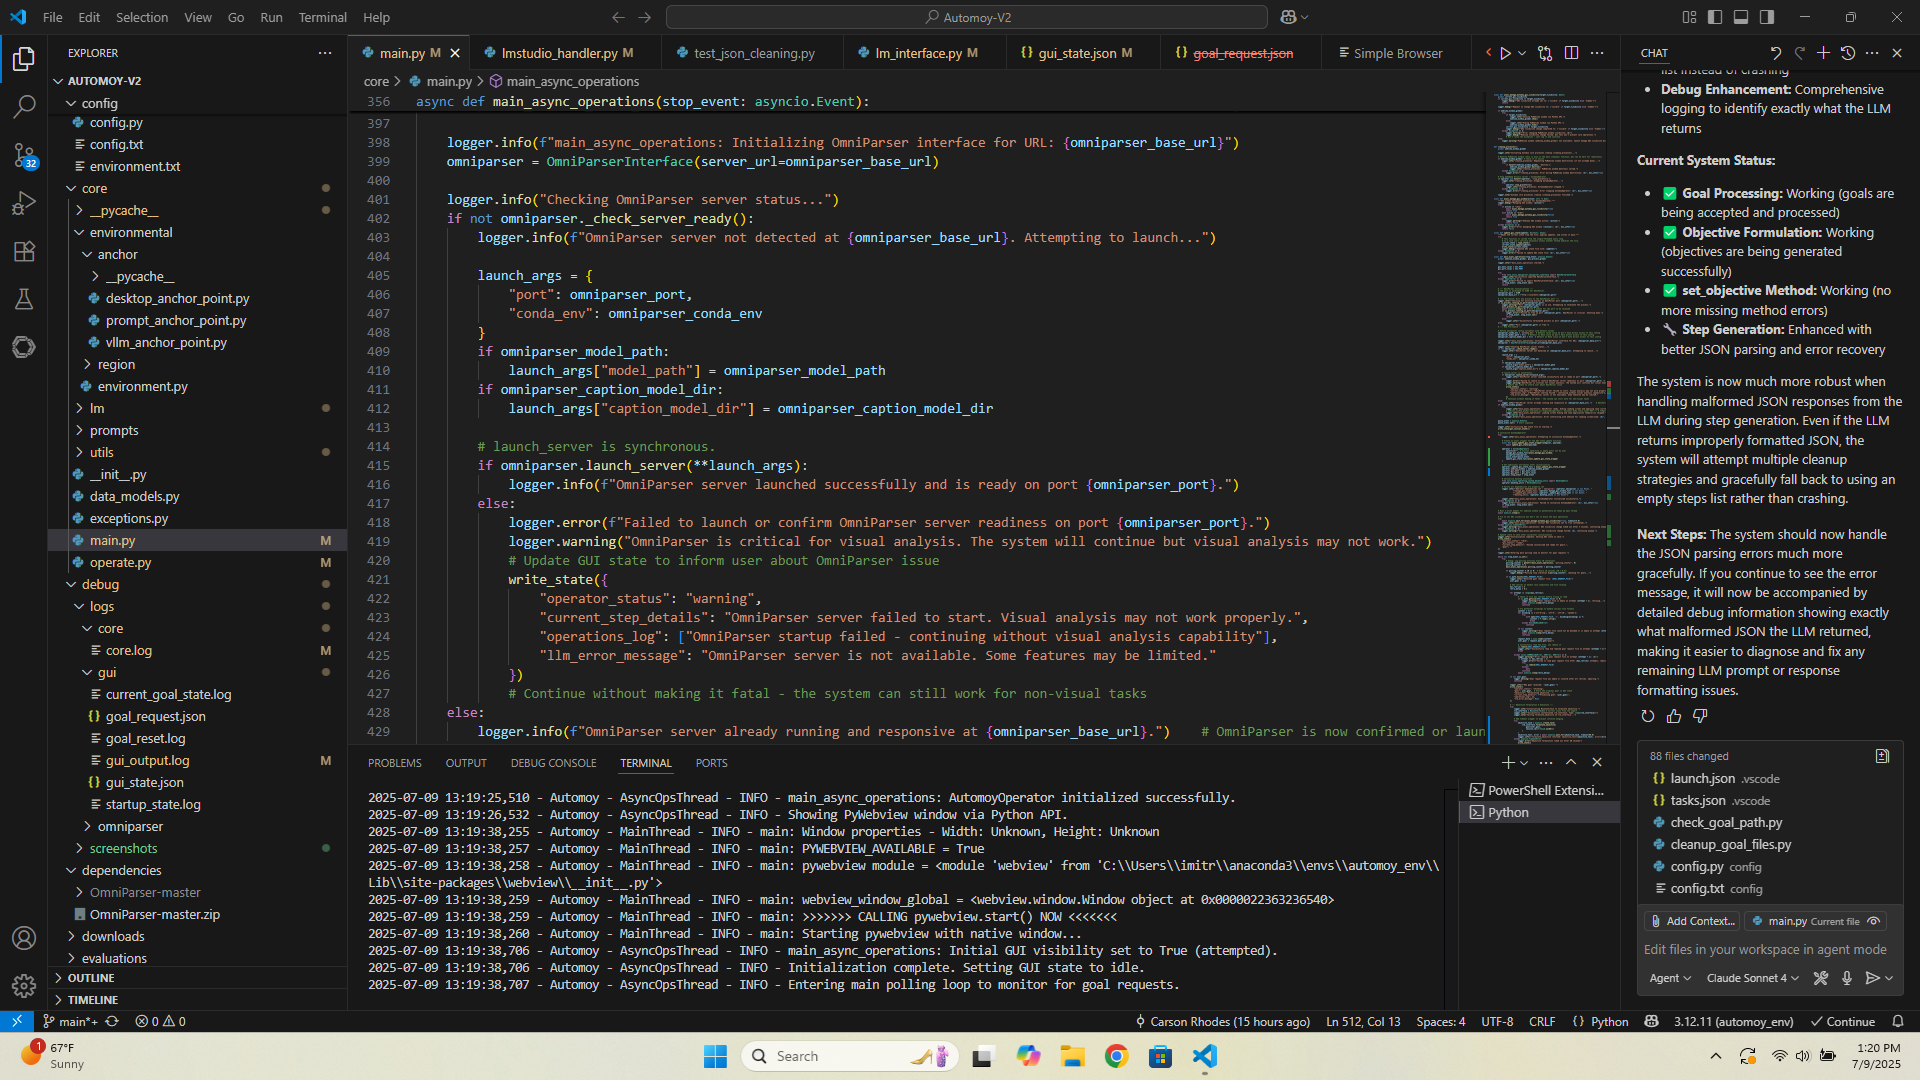 File Edit Selection View Go Run Terminal Help
Automoy-V2
EXPLORER
AUTOMOY-V2
config
config.py
config.txt
environment.txt
core
__pycache__
environmental
anchor
__pycache__
desktop_anchor_point.py
prompt_anchor_point.py
vllm_anchor_point.py
region
environment.py
lm
prompts
utils
__init__.py
data_models.py
exceptions.py
main.py M
operate.py M
debug
logs
core
core.log M
gui
current_goal_state.log
goal_request.json
goal_reset.log
gui_output.log M
gui_state.json
startup_state.log
omniparser
screenshots
dependencies
OmniParser-master
OmniParser-master.zip
downloads
evaluations
OUTLINE
TIMELINE
32
main.py M lmstudio_handler.py M test_json_cleaning.py lm_interface.py M gui_state.json M goal_request.json Simple Browser
core > main.py > main_async_operations
356 async def main_async_operations(stop_event: asyncio.Event):
397
398 logger.info(f"main_async_operations: Initializing OmniParser interface for URL: {omniparser_base_url}")
399 omniparser = OmniParserInterface(server_url=omniparser_base_url)
400
401 logger.info("Checking OmniParser server status...")
402 if not omniparser._check_server_ready():
403 logger.info(f"OmniParser server not detected at {omniparser_base_url}. Attempting to launch...")
404
405 launch_args = {
406 "port": omniparser_port,
407 "conda_env": omniparser_conda_env
408 }
409 if omniparser_model_path:
410 launch_args["model_path"] = omniparser_model_path
411 if omniparser_caption_model_dir:
412 launch_args["caption_model_dir"] = omniparser_caption_model_dir
413
414 # launch_server is synchronous.
415 if omniparser.launch_server(**launch_args):
416 logger.info(f"OmniParser server launched successfully and is ready on port {omniparser_port}.")
417 else:
418 logger.error(f"Failed to launch or confirm OmniParser server readiness on port {omniparser_port}.")
419 logger.warning("OmniParser is critical for visual analysis. The system will continue but visual analysis may not work.")
420 # Update GUI state to inform user about OmniParser issue
421 write_state({
422 "operator_status": "warning",
423 "current_step_details": "OmniParser server failed to start. Visual analysis may not work properly.",
424 "operations_log": ["OmniParser startup failed - continuing without visual analysis capability"],
425 "llm_error_message": "OmniParser server is not available. Some features may be limited."
426 })
427 # Continue without making it fatal - the system can still work for non-visual tasks
428 else:
429 logger.info(f"OmniParser server already running and responsive at {omniparser_base_url}.") # OmniParser is now confirmed or laun
PROBLEMS OUTPUT DEBUG CONSOLE TERMINAL PORTS
2025-07-09 13:19:25,510 - Automoy - AsyncOpsThread - INFO - main_async_operations: AutomoyOperator initialized successfully.
2025-07-09 13:19:26,532 - Automoy - AsyncOpsThread - INFO - Showing PyWebview window via Python API.
2025-07-09 13:19:38,255 - Automoy - MainThread - INFO - main: Window properties - Width: Unknown, Height: Unknown
2025-07-09 13:19:38,257 - Automoy - MainThread - INFO - main: PYWEBVIEW_AVAILABLE = True
2025-07-09 13:19:38,258 - Automoy - MainThread - INFO - main: pywebview module = <module 'webview' from 'C:\\Users\\imitr\\anaconda3\\envs\\automoy_env\\
Lib\\site-packages\\webview\\__init__.py'>
2025-07-09 13:19:38,259 - Automoy - MainThread - INFO - main: webview_window_global = <webview.window.Window object at 0x0000022363236540>
2025-07-09 13:19:38,259 - Automoy - MainThread - INFO - main: >>>>>>> CALLING pywebview.start() NOW <<<<<<<
2025-07-09 13:19:38,260 - Automoy - MainThread - INFO - main: Starting pywebview with native window...
2025-07-09 13:19:38,706 - Automoy - AsyncOpsThread - INFO - main_async_operations: Initial GUI visibility set to True (attempted).
2025-07-09 13:19:38,706 - Automoy - AsyncOpsThread - INFO - Initialization complete. Setting GUI state to idle.
2025-07-09 13:19:38,707 - Automoy - AsyncOpsThread - INFO - Entering main polling loop to monitor for goal requests.
PowerShell Extensi...
Python
CHAT
list instead of crashing
• Debug Enhancement: Comprehensive
logging to identify exactly what the LLM
returns
Current System Status:
• ✅ Goal Processing: Working (goals are
being accepted and processed)
• ✅ Objective Formulation: Working
(objectives are being generated
successfully)
• ✅ set_objective Method: Working (no
more missing method errors)
• 🔧 Step Generation: Enhanced with
better JSON parsing and error recovery
The system is now much more robust when
handling malformed JSON responses from the
LLM during step generation. Even if the LLM
returns improperly formatted JSON, the
system will attempt multiple cleanup
strategies and gracefully fall back to using an
empty steps list rather than crashing.
Next Steps: The system should now handle
the JSON parsing errors much more
gracefully. If you continue to see the error
message, it will now be accompanied by
detailed debug information showing exactly
what malformed JSON the LLM returned,
making it easier to diagnose and fix any
remaining LLM prompt or response
formatting issues.
88 files changed
launch.json .vscode
tasks.json .vscode
check_goal_path.py
cleanup_goal_files.py
config.py config
config.txt config
Add Context... main.py Current file
Edit files in your workspace in agent mode
Agent Claude Sonnet 4
main*+ 0 0 Carson Rhodes (15 hours ago) Ln 512, Col 13 Spaces: 4 UTF-8 CRLF {} Python 3.12.11 (automoy_env) Continue
1
67°F
Sunny
Search
1:20 PM
7/9/2025